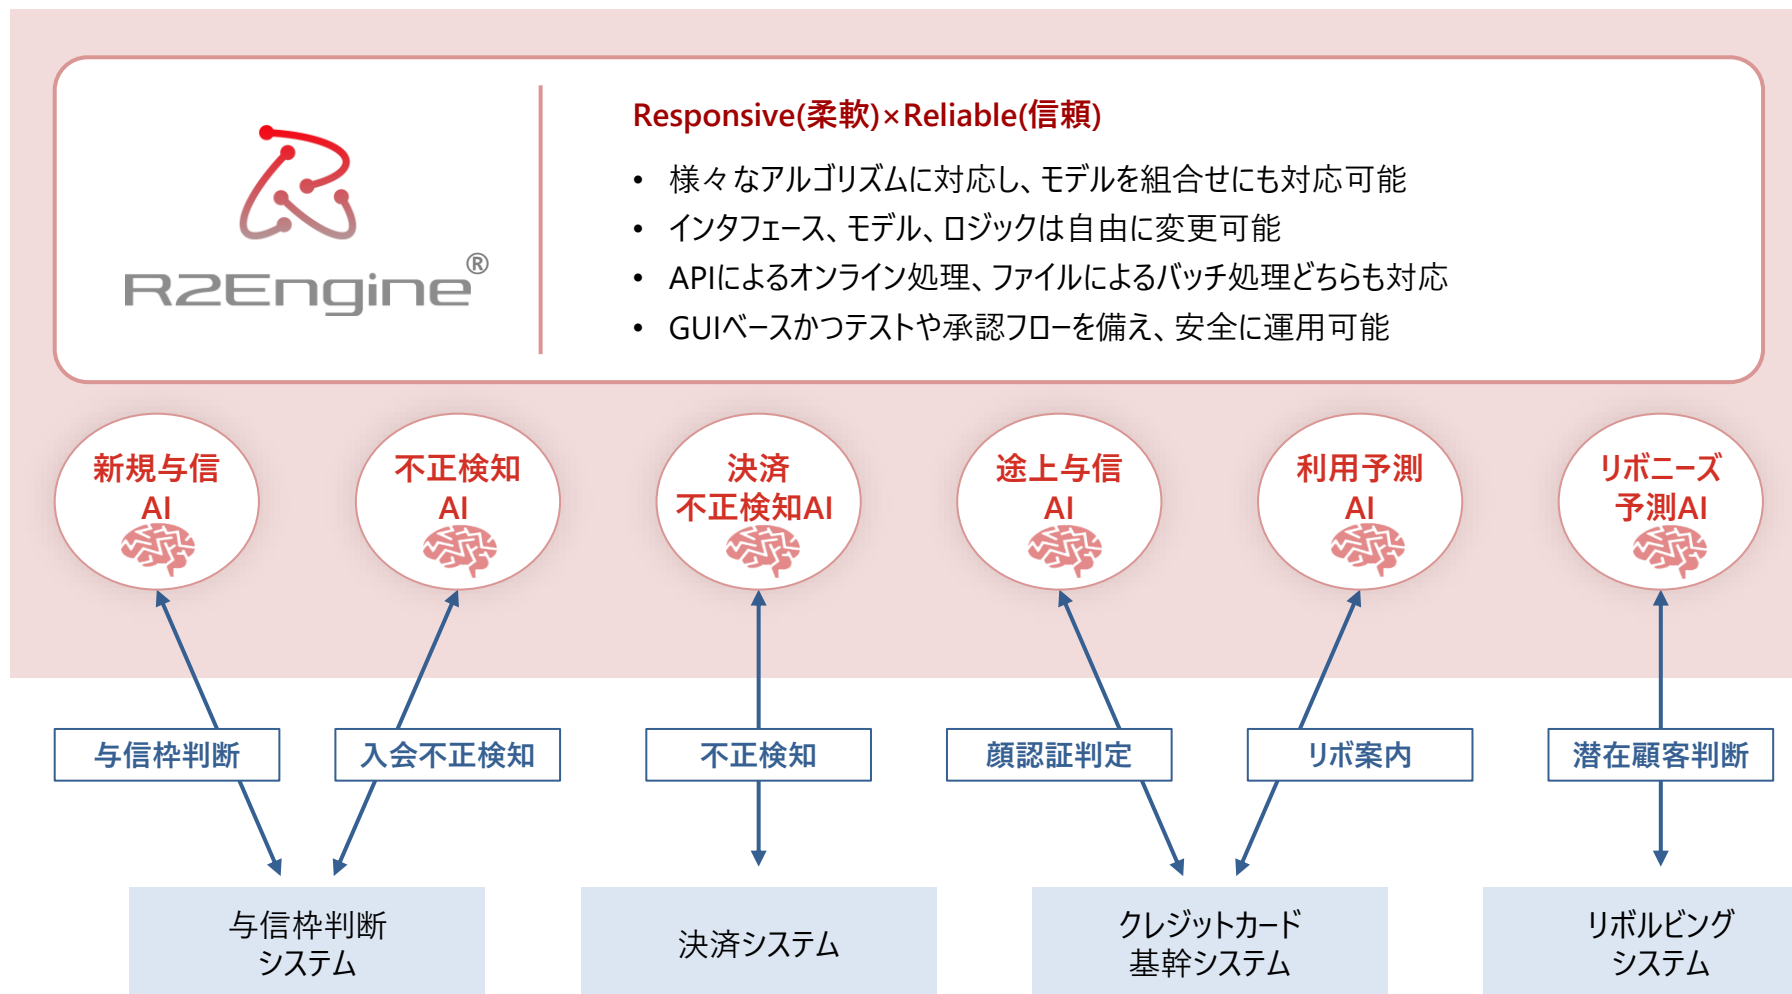 R2Engine®
Responsive(柔軟)×Reliable(信頼)
• 様々なアルゴリズムに対応し、モデルを組合せにも対応可能
• インタフェース、モデル、ロジックは自由に変更可能
• APIによるオンライン処理、ファイルによるバッチ処理どちらも対応
• GUIベースかつテストや承認フローを備え、安全に運用可能
新規与信
AI
不正検知
AI
決済
不正検知AI
途上与信
AI
利用予測
AI
リボニーズ
予測AI
与信枠判断
入会不正検知
不正検知
顔認証判定
リボ案内
潜在顧客判断
与信枠判断
システム
決済システム
クレジットカード
基幹システム
リボルビング
システム